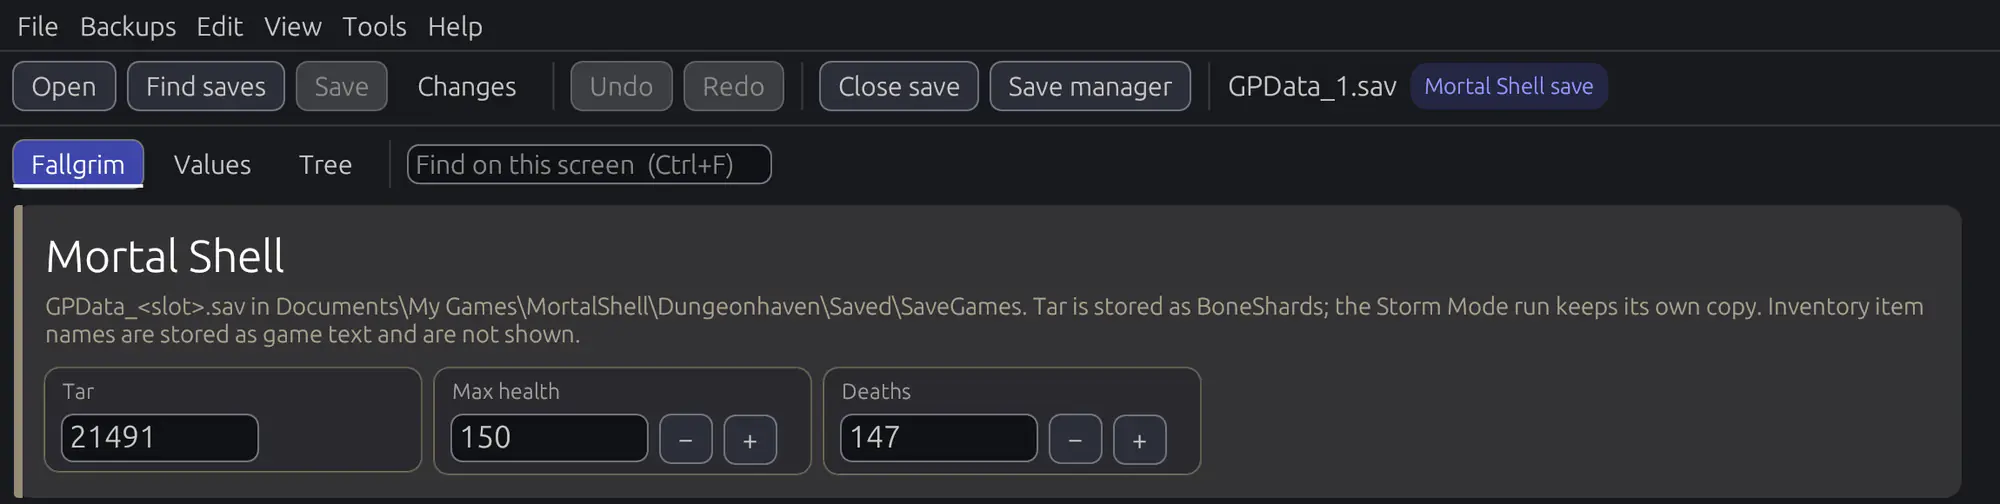 File Backups Edit View Tools Help
Open Find saves Save Changes Undo Redo Close save Save manager GPData_1.sav Mortal Shell save
Fallgrim Values Tree Find on this screen (Ctrl+F)
Mortal Shell
GPData_<slot>.sav in Documents\My Games\MortalShell\Dungeonhaven\Saved\SaveGames. Tar is stored as BoneShards; the Storm Mode run keeps its own copy. Inventory item
names are stored as game text and are not shown.
Tar Max health Deaths
21491 150 − + 147 − +